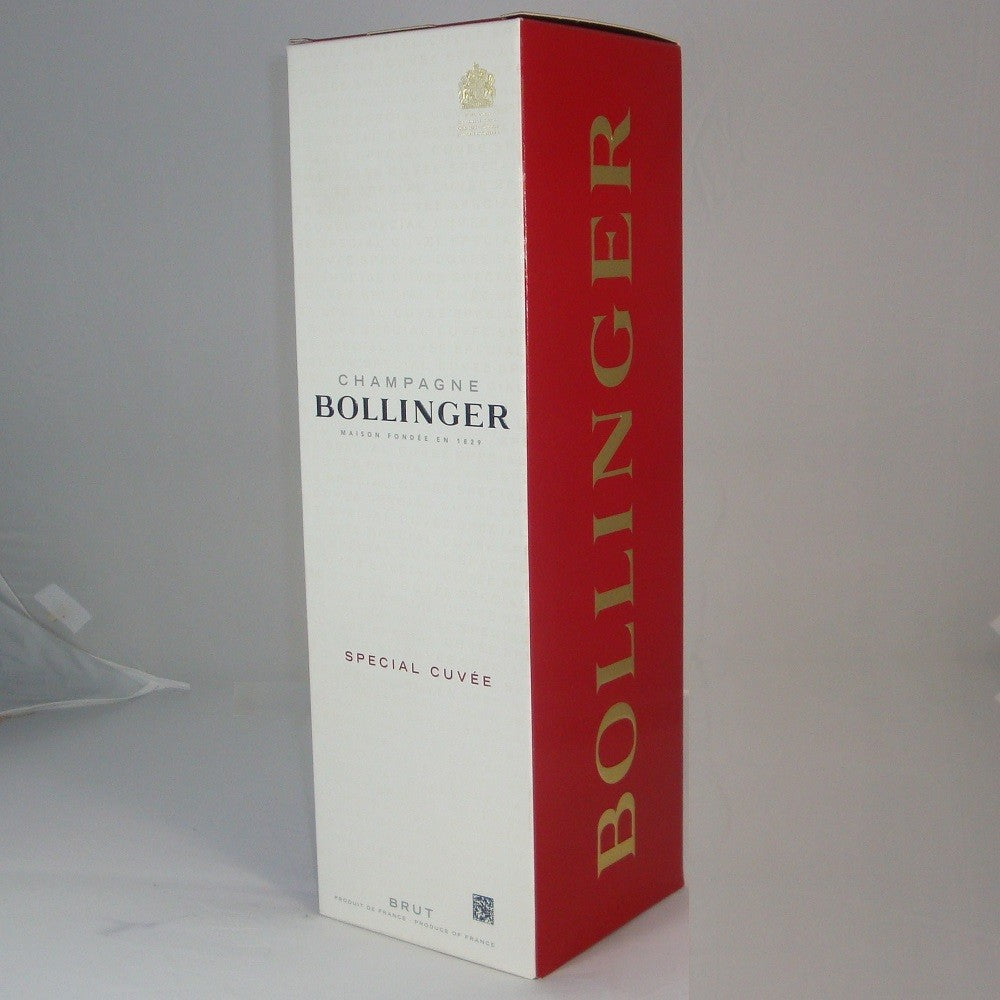 CHAMPAGNE
BOLLINGER
MAISON FONDÉE EN 1829
SPECIAL CUVÉE
BRUT
PRODUIT DE FRANCE PRODUCE OF FRANCE
BOLLINGER